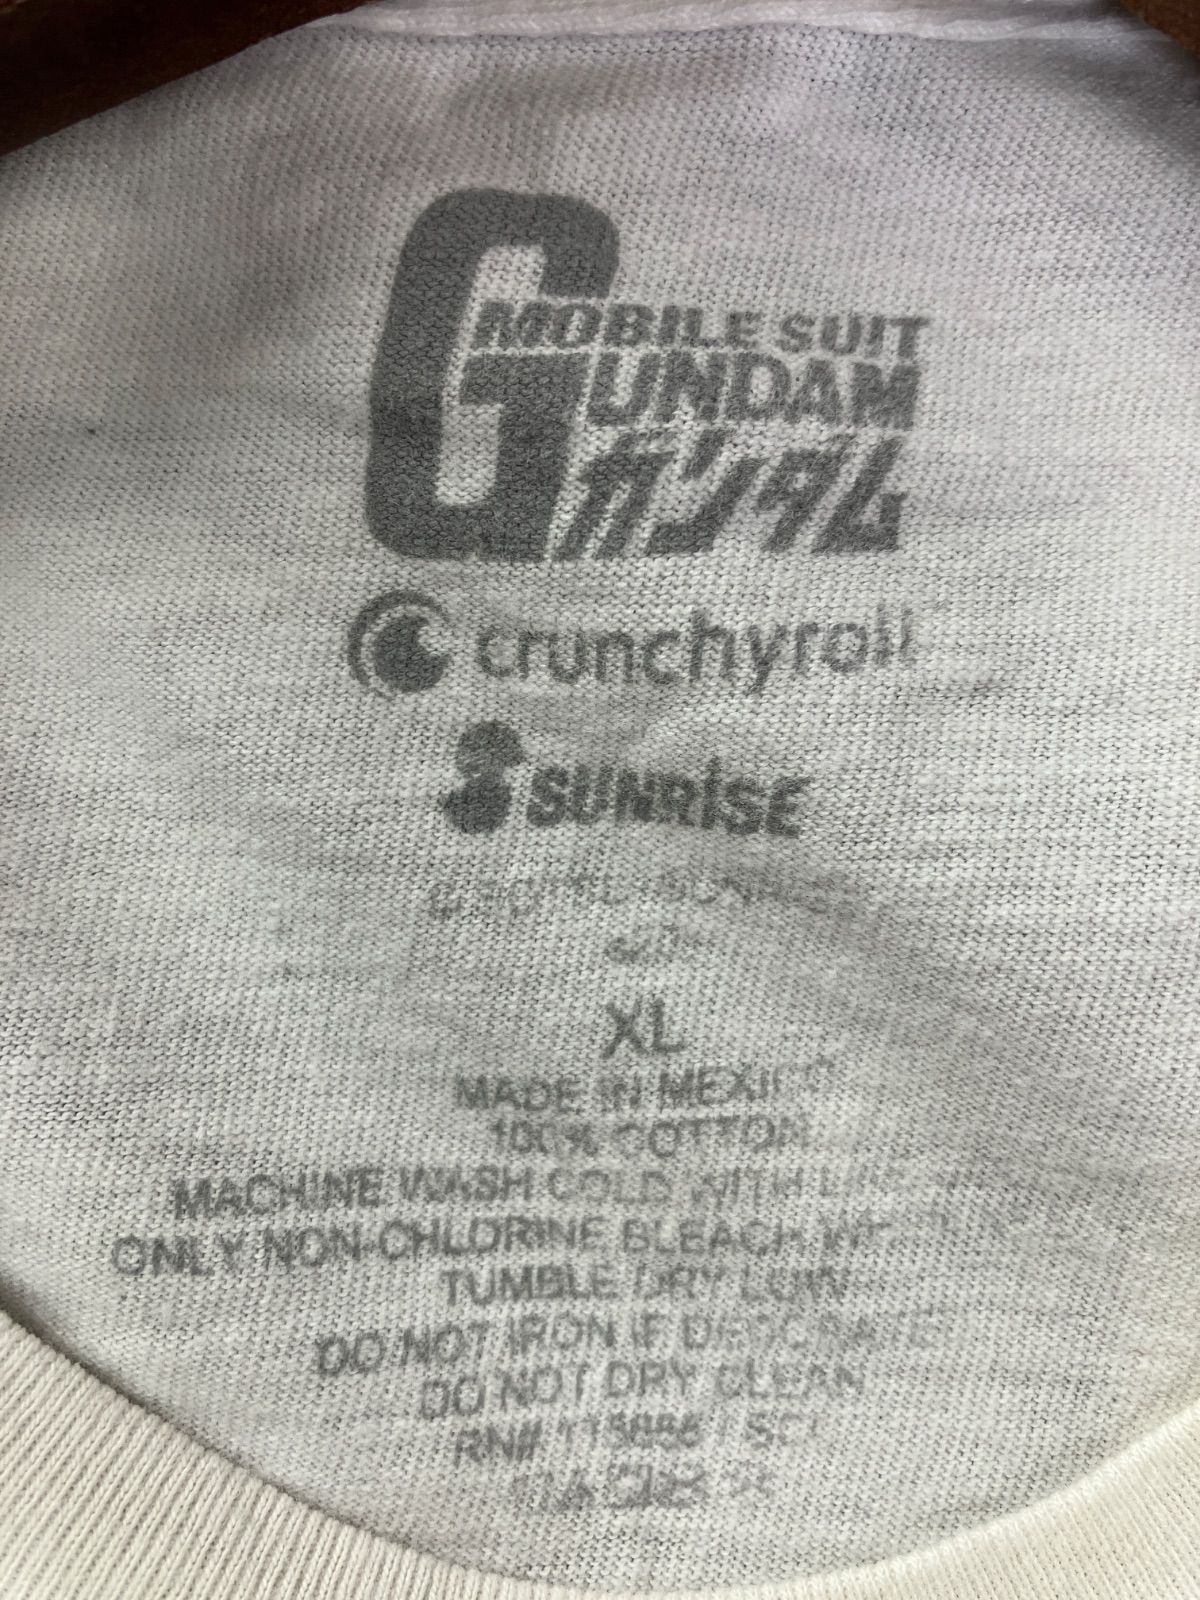 MOBILE SUIT
GUNDAM
ガンダム
crunchyroll
SUNRISE
XL
MADE IN MEXICO
100% COTTON
MACHINE WASH COLD WITH
ONLY NON-CHLORINE BLEACH
TUMBLE DRY LOW
DO NOT IRON IF
DO NOT DRY CLEAN
RN#